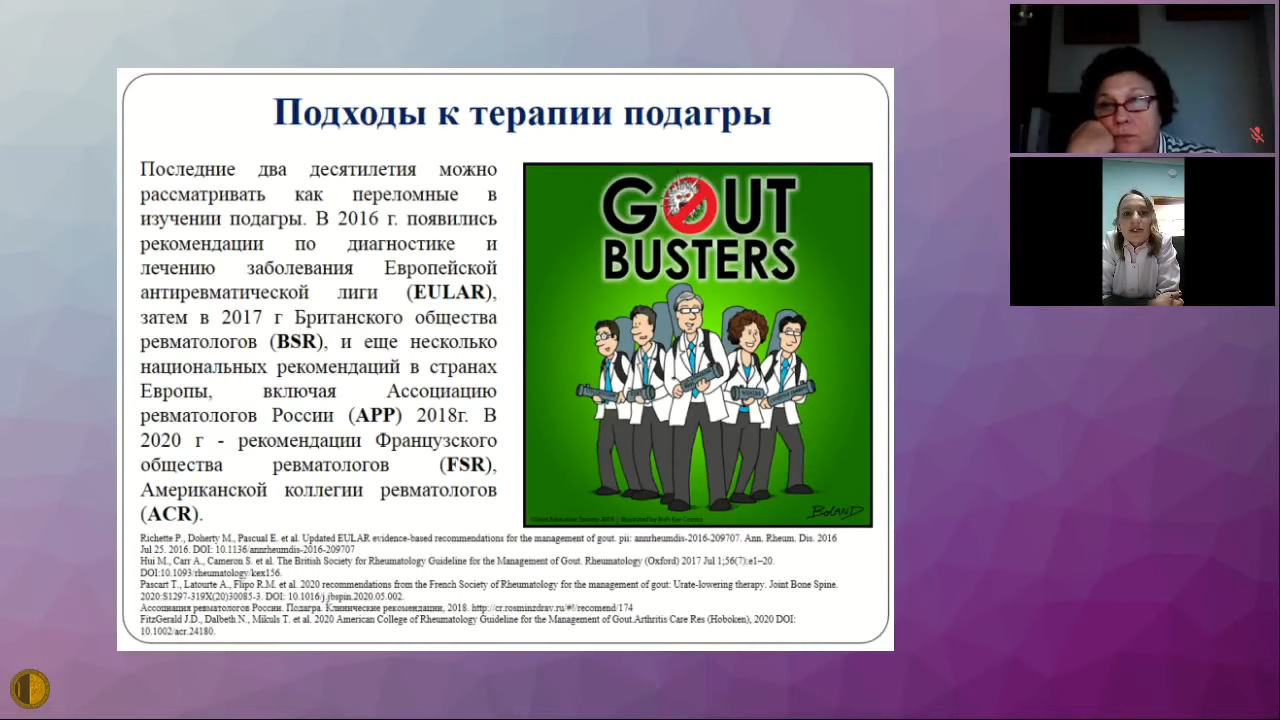 Подходы к терапии подагры
Последние два десятилетия можно
рассматривать как переломные в
изучении подагры. В 2016 г. появились
рекомендации по диагностике и
лечению заболевания Европейской
антиревматической лиги (EULAR),
затем в 2017 г Британского общества
ревматологов (BSR), и еще несколько
национальных рекомендаций в странах
Европы, включая Ассоциацию
ревматологов России (АРР) 2018г. В
2020 г - рекомендации Французского
общества ревматологов (FSR),
Американской коллегии ревматологов
(ACR).
GOUT
BUSTERS
BOLAND
Richette P., Doherty M., Pascual E. et al. Updated EULAR evidence-based recommendations for the management of gout. pii: annrheumdis-2016-209707. Ann. Rheum. Dis. 2016
Jul 25. 2016. DOI: 10.1136/annrheumdis-2016-209707
Hui M., Carr A., Cameron S. et al. The British Society for Rheumatology Guideline for the Management of Gout. Rheumatology (Oxford) 2017 Jul 1;56(7):e1–20.
DOI:10.1093/rheumatology/kex156.
Pascart T., Latourte A., Flipo R.M. et al. 2020 recommendations from the French Society of Rheumatology for the management of gout: Urate-lowering therapy. Joint Bone Spine.
2020:S1297-319X(20)30085-3. DOI: 10.1016/j.jbspin.2020.05.002.
Ассоциация ревматологов России. Подагра. Клинические рекомендации, 2018. http://cr.rosminzdrav.ru/#!/recomend/174
FitzGerald J.D., Dalbeth N., Mikuls T. et al. 2020 American College of Rheumatology Guideline for the Management of Gout.Arthritis Care Res (Hoboken), 2020 DOI:
10.1002/acr.24180.